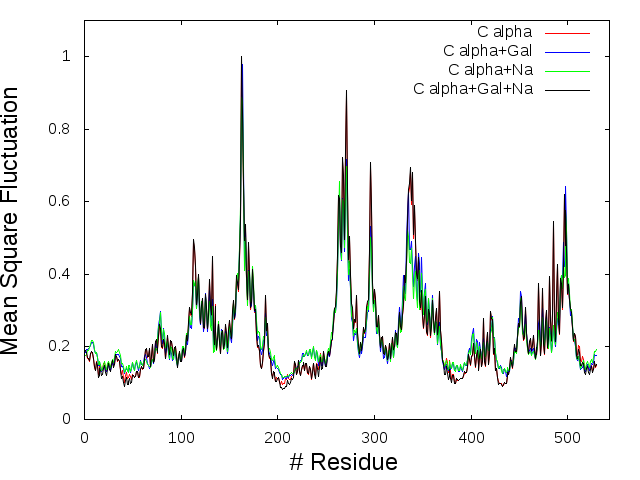 C alpha
C alpha+Gal
C alpha+Na
C alpha+Gal+Na
Mean Square Fluctuation
1
0.8
0.6
0.4
0.2
0
0 100 200 300 400 500
# Residue